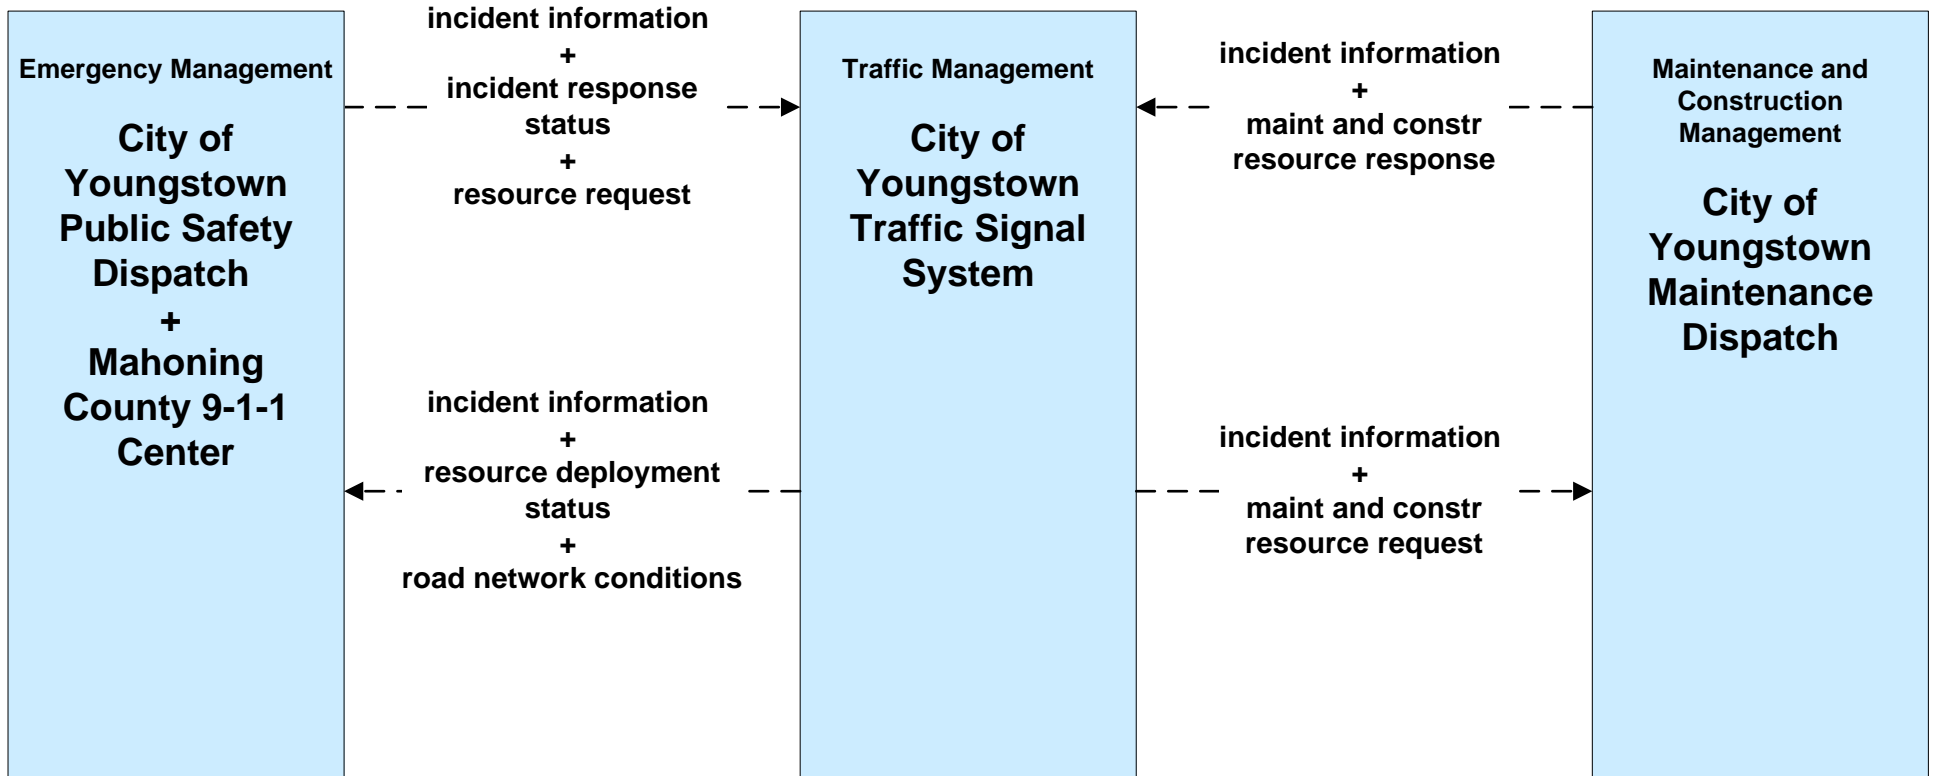 Emergency Management
City of
Youngstown
Public Safety
Dispatch
+
Mahoning
County 9-1-1
Center
incident information
+
incident response
status
+
resource request
incident information
+
resource deployment
status
+
road network conditions
Traffic Management
City of
Youngstown
Traffic Signal
System
incident information
+
maint and constr
resource response
incident information
+
maint and constr
resource request
Maintenance and
Construction
Management
City of
Youngstown
Maintenance
Dispatch